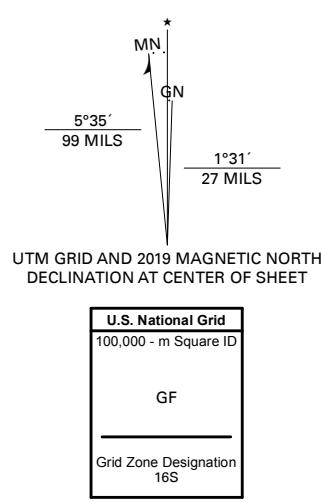 ★
MN
GN
5°35´
99 MILS
1°31´
27 MILS
UTM GRID AND 2019 MAGNETIC NORTH
DECLINATION AT CENTER OF SHEET
U.S. National Grid
100,000 - m Square ID
GF
Grid Zone Designation
16S